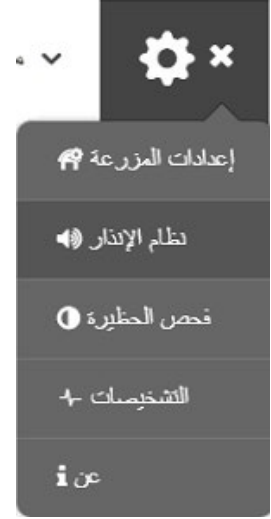 إعدادات المزرعة
نظام الإنذار
فحص الحظيرة
التشخيصات
عن